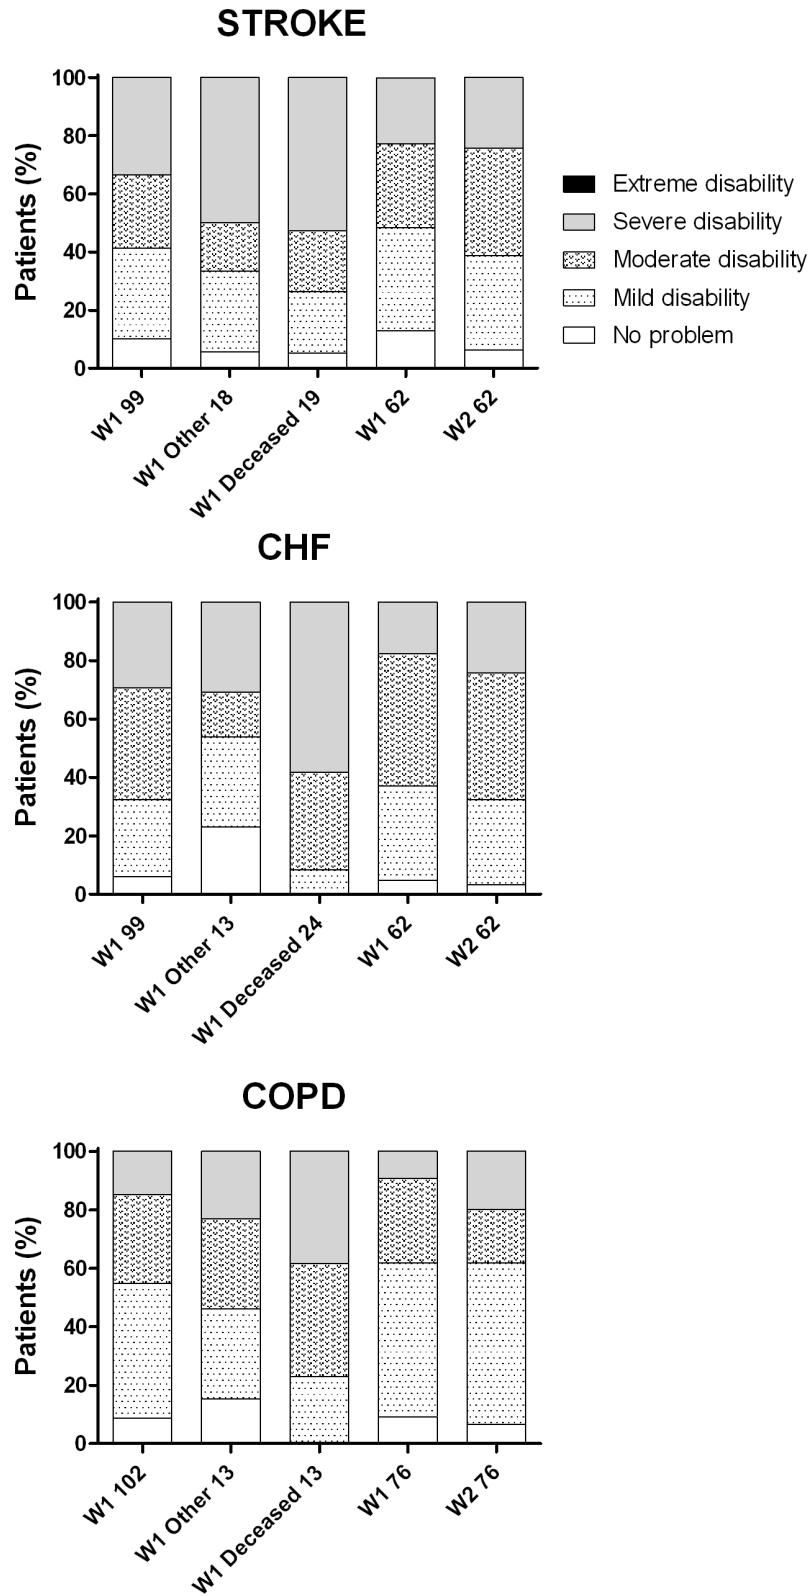 STROKE
Patients (%)
100
80
60
40
20
0
W1 99
W1 Other 18
W1 Deceased 19
W1 62
W2 62
Extreme disability
Severe disability
Moderate disability
Mild disability
No problem
CHF
Patients (%)
100
80
60
40
20
0
W1 99
W1 Other 13
W1 Deceased 24
W1 62
W2 62
COPD
Patients (%)
100
80
60
40
20
0
W1 102
W1 Other 13
W1 Deceased 13
W1 76
W2 76